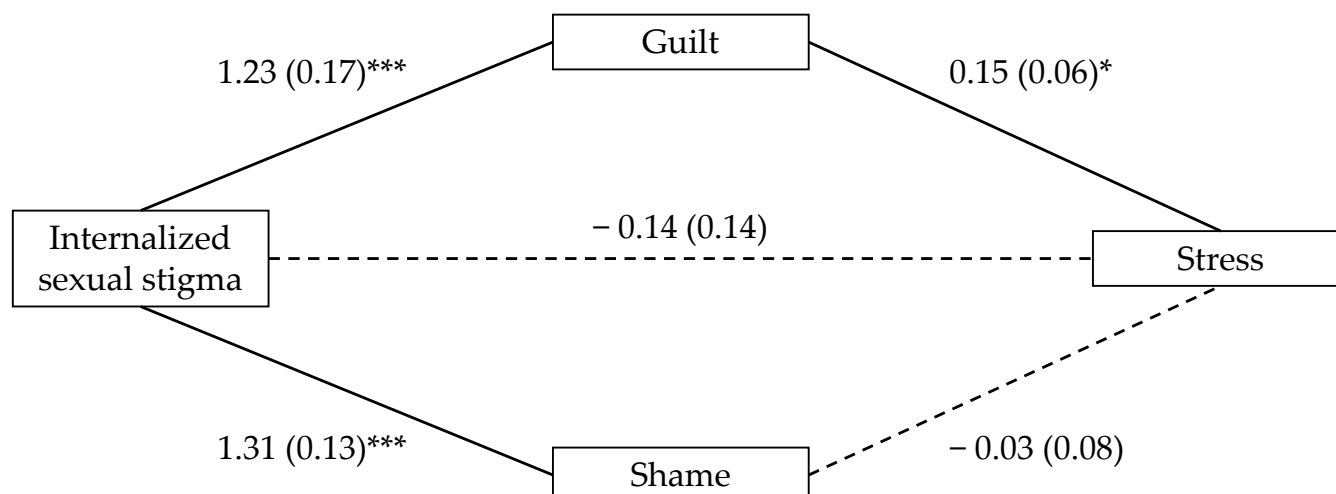 Guilt
1.23 (0.17)***
0.15 (0.06)*
Internalized
sexual stigma
− 0.14 (0.14)
Stress
1.31 (0.13)***
Shame
− 0.03 (0.08)